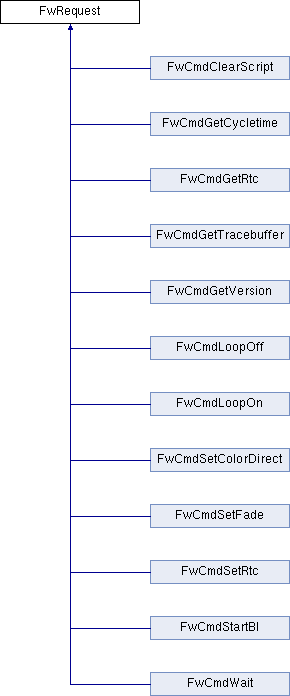 FwRequest
FwCmdClearScript
FwCmdGetCycletime
FwCmdGetRtc
FwCmdGetTracebuffer
FwCmdGetVersion
FwCmdLoopOff
FwCmdLoopOn
FwCmdSetColorDirect
FwCmdSetFade
FwCmdSetRtc
FwCmdStartBl
FwCmdWait